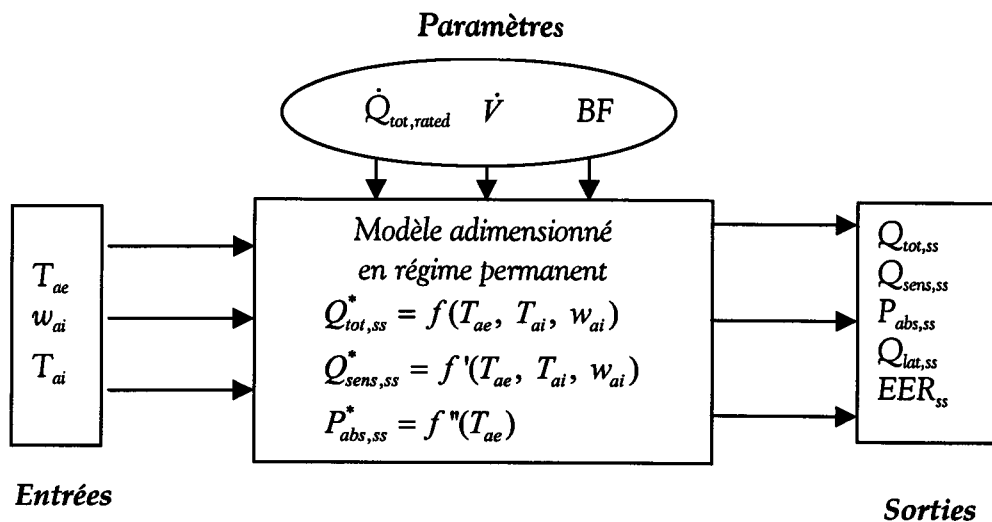 Paramètres
Q̇tot,rated V̇ BF
Modèle adimensionné
en régime permanent
Q*tot,ss = f(Tae, Tai, wai)
Q*sens,ss = f'(Tae, Tai, wai)
P*abs,ss = f"(Tae)
Tae
wai
Tai
Entrées
Qtot,ss
Qsens,ss
Pabs,ss
Qlat,ss
EERss
Sorties